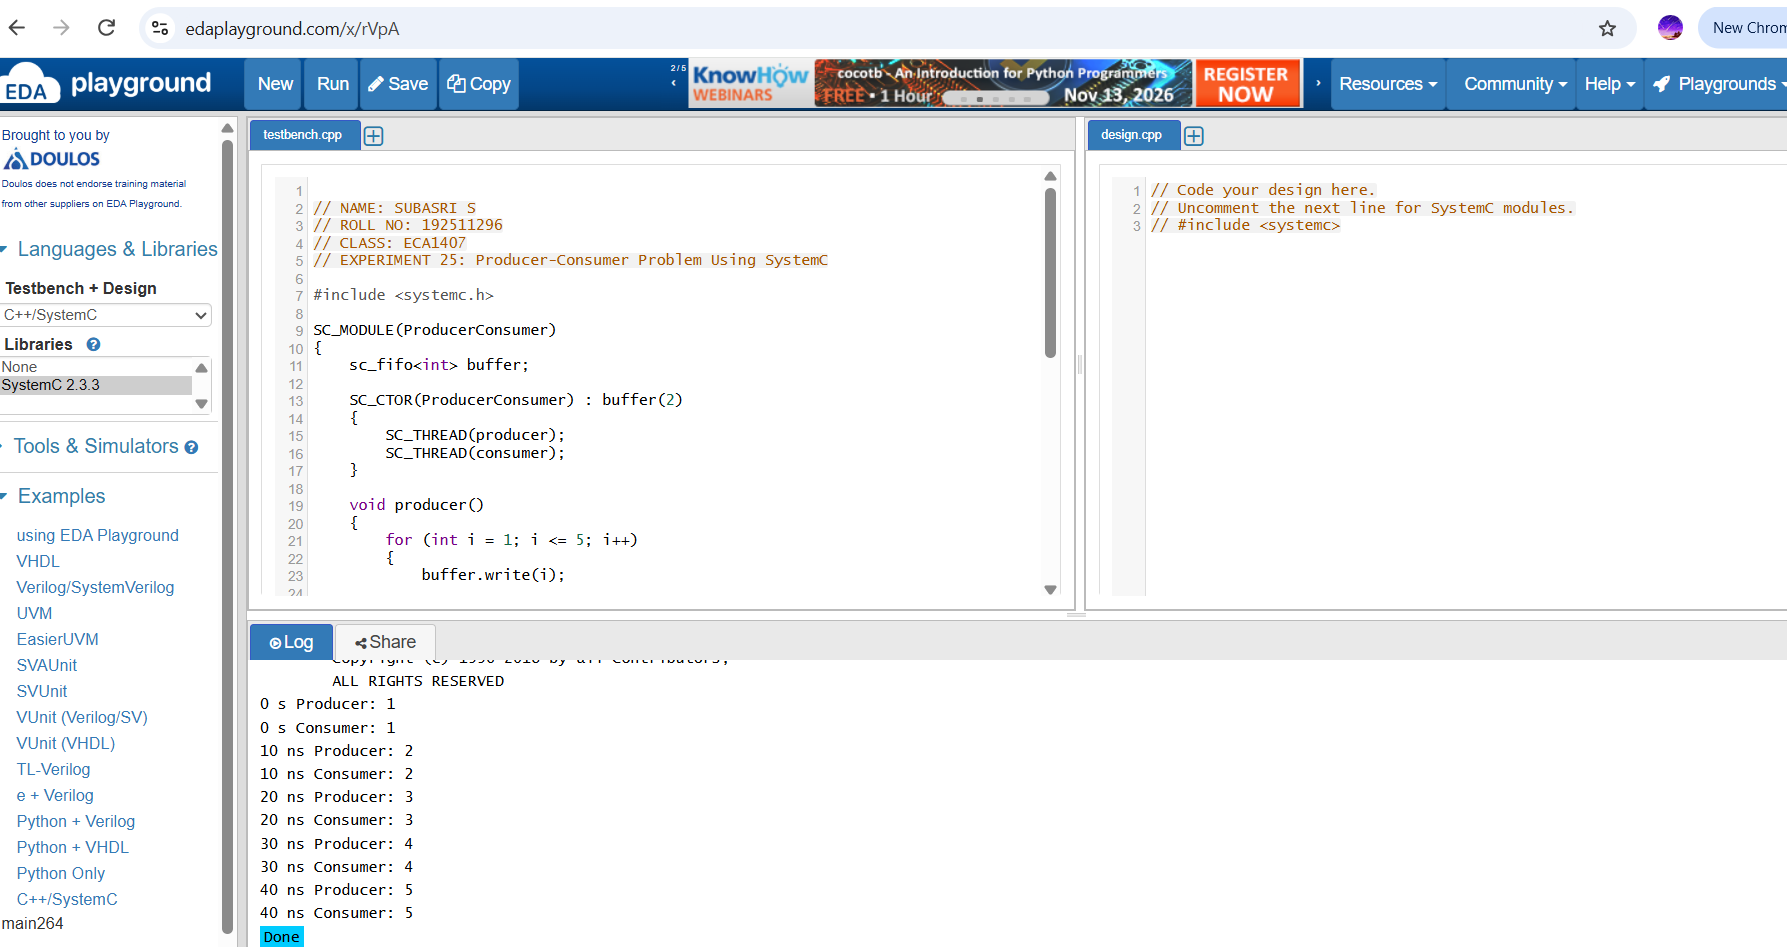 edaplayground.com/x/rVpA
New Chrom
EDA playground
New
Run
Save
Copy
2/5
KnowHow
WEBINARS
cocotb - An Introduction for Python Programmers
FREE • 1 Hour
Nov 13, 2026
REGISTER
NOW
Resources
Community
Help
Playgrounds
Brought to you by
DOULOS
Doulos does not endorse training material
from other suppliers on EDA Playground.
Languages & Libraries
Testbench + Design
C++/SystemC
Libraries
None
SystemC 2.3.3
Tools & Simulators
Examples
using EDA Playground
VHDL
Verilog/SystemVerilog
UVM
EasierUVM
SVAUnit
SVUnit
VUnit (Verilog/SV)
VUnit (VHDL)
TL-Verilog
e + Verilog
Python + Verilog
Python + VHDL
Python Only
C++/SystemC
main264
testbench.cpp
1
2 // NAME: SUBASRI S
3 // ROLL NO: 192511296
4 // CLASS: ECA1407
5 // EXPERIMENT 25: Producer-Consumer Problem Using SystemC
6
7 #include <systemc.h>
8
9 SC_MODULE(ProducerConsumer)
10 {
11 sc_fifo<int> buffer;
12
13 SC_CTOR(ProducerConsumer) : buffer(2)
14 {
15 SC_THREAD(producer);
16 SC_THREAD(consumer);
17 }
18
19 void producer()
20 {
21 for (int i = 1; i <= 5; i++)
22 {
23 buffer.write(i);
24
design.cpp
1 // Code your design here.
2 // Uncomment the next line for SystemC modules.
3 // #include <systemc>
Log
Share
Copyright (c) 1996-2018 by all Contributors,
ALL RIGHTS RESERVED
0 s Producer: 1
0 s Consumer: 1
10 ns Producer: 2
10 ns Consumer: 2
20 ns Producer: 3
20 ns Consumer: 3
30 ns Producer: 4
30 ns Consumer: 4
40 ns Producer: 5
40 ns Consumer: 5
Done